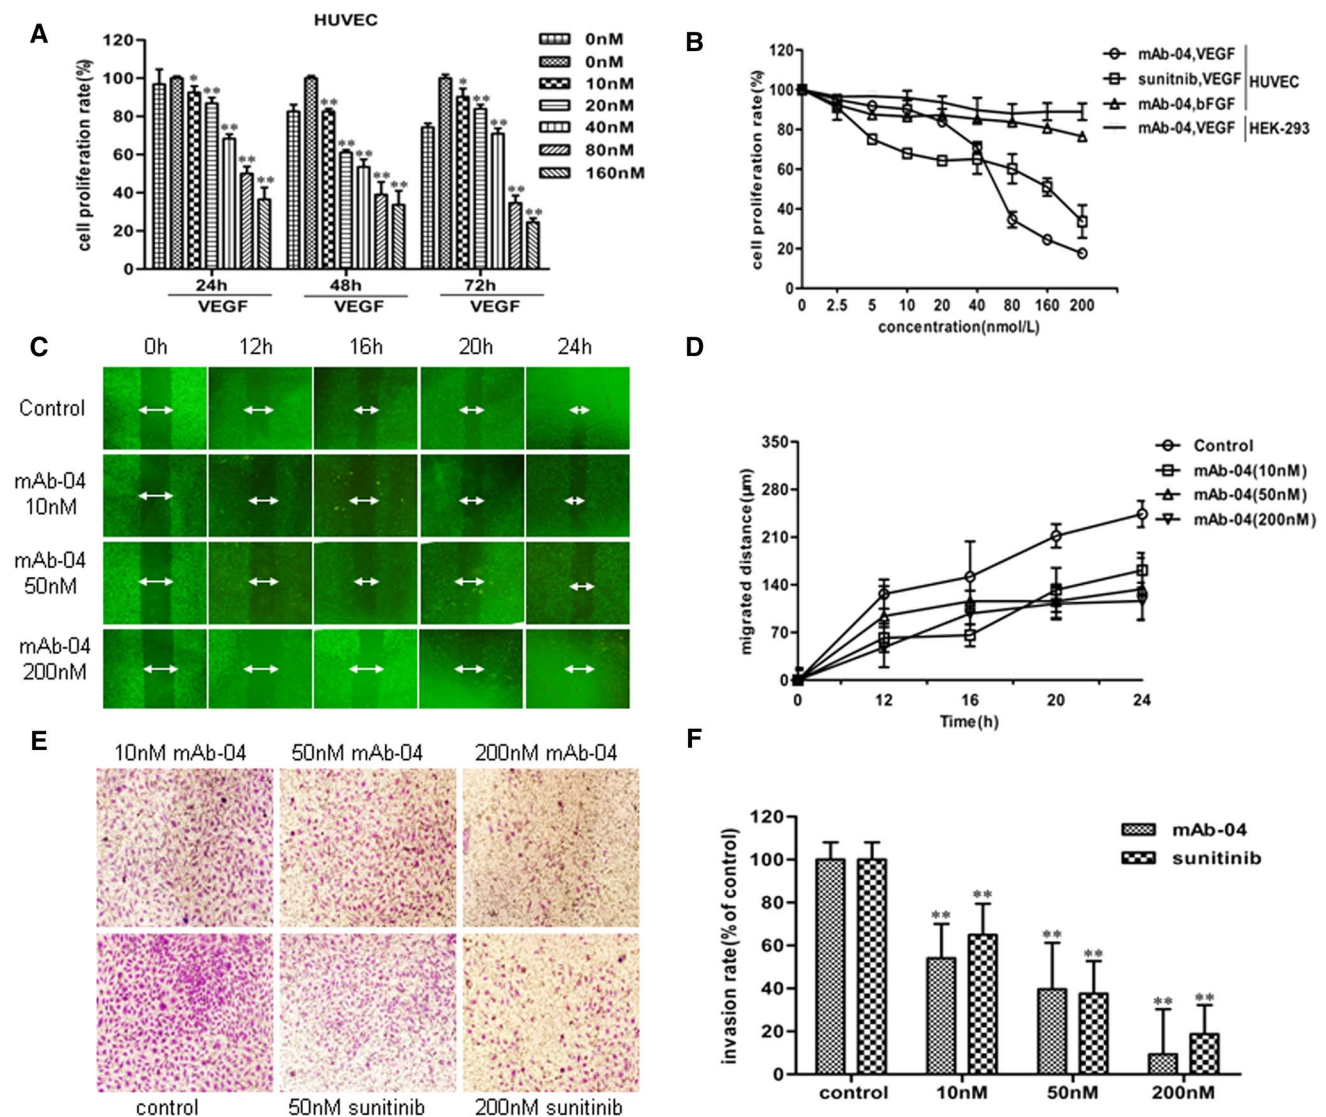 A
HUVEC
cell proliferation rate(%)
120
100
80
60
40
20
0
* ** ** ** **
** ** ** ** **
* ** ** ** **
24h 48h 72h
VEGF VEGF VEGF
0nM
0nM
10nM
20nM
40nM
80nM
160nM
B
cell proliferation rate(%)
120
100
80
60
40
20
0
0 2.5 5 10 20 40 80 160 200
concentration(nmol/L)
mAb-04,VEGF
sunitnib,VEGF
mAb-04,bFGF
HUVEC
mAb-04,VEGF
HEK-293
C
0h 12h 16h 20h 24h
Control
mAb-04
10nM
mAb-04
50nM
mAb-04
200nM
D
migrated distance(µm)
350
280
210
140
70
0
0 12 16 20 24
Time(h)
Control
mAb-04(10nM)
mAb-04(50nM)
mAb-04(200nM)
E
10nM mAb-04 50nM mAb-04 200nM mAb-04
control 50nM sunitinib 200nM sunitinib
F
invasion rate(% of control)
120
100
80
60
40
20
0
** ** ** ** ** **
control 10nM 50nM 200nM
mAb-04
sunitinib